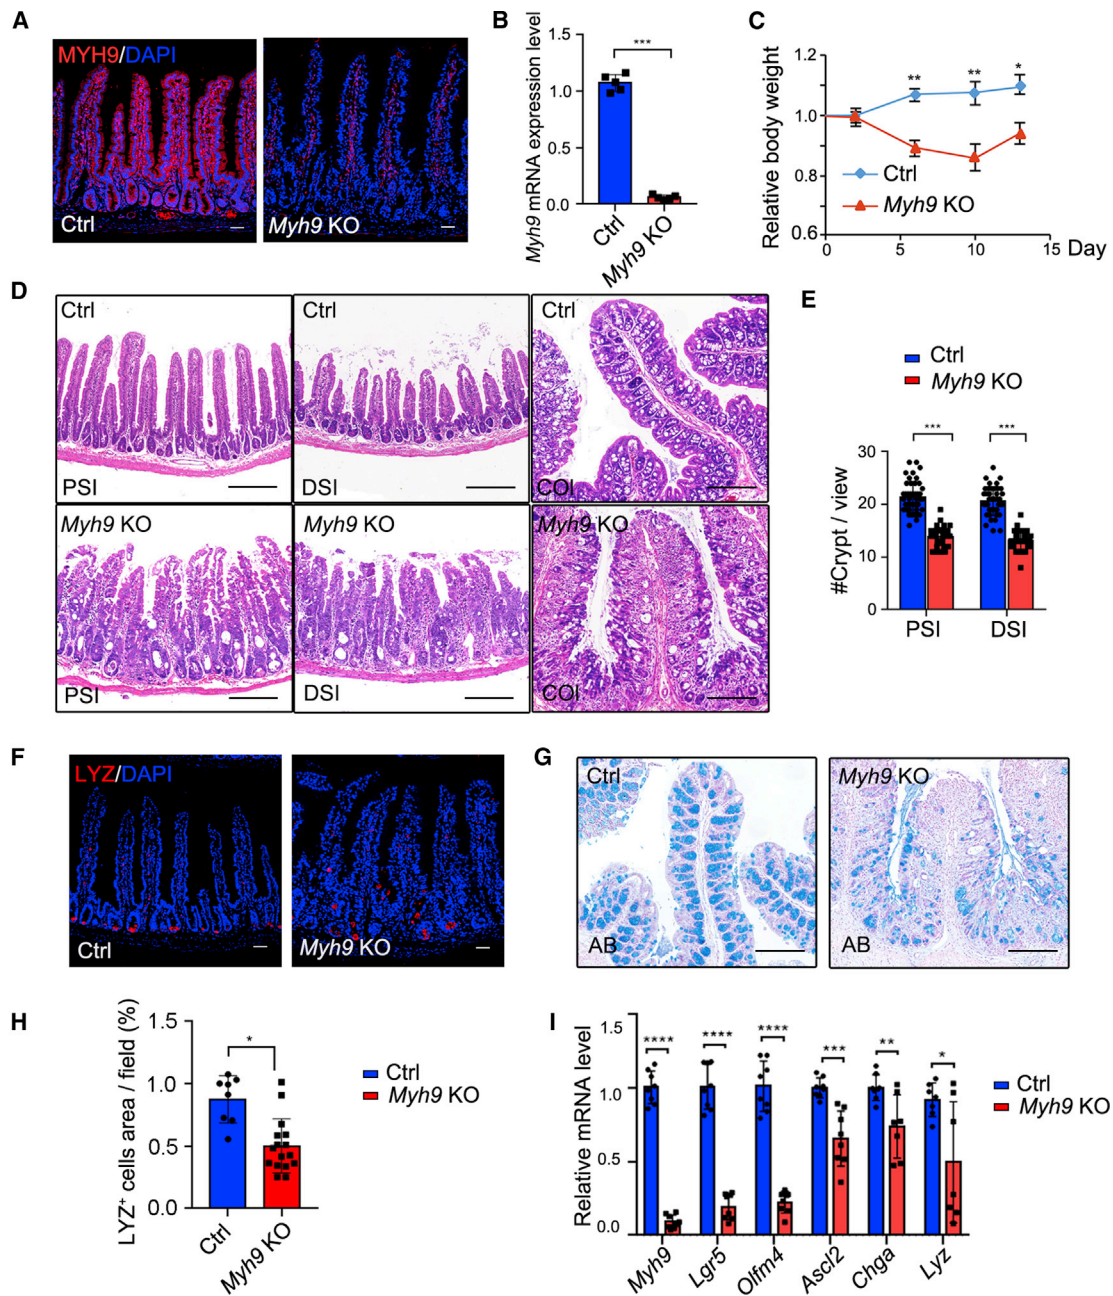 A
MYH9/DAPI
Ctrl
Myh9 KO
B
Myh9 mRNA expression level
1.5
1.0
0.5
0.0
***
Ctrl
Myh9 KO
C
Relative body weight
1.2
1.0
0.8
0.6
**
**
*
Ctrl
Myh9 KO
0
5
10
15
Day
D
Ctrl
PSI
Ctrl
DSI
Ctrl
COl
Myh9 KO
PSI
Myh9 KO
DSI
Myh9 KO
COl
E
Ctrl
Myh9 KO
#Crypt / view
30
20
10
0
***
***
PSI
DSI
F
LYZ/DAPI
Ctrl
Myh9 KO
G
Ctrl
AB
Myh9 KO
AB
H
LYZ⁺ cells area / field (%)
1.5
1.0
0.5
0.0
*
Ctrl
Myh9 KO
Ctrl
Myh9 KO
I
Relative mRNA level
1.5
1.0
0.5
0.0
****
****
****
***
**
*
Myh9
Lgr5
Olfm4
Ascl2
Chga
Lyz
Ctrl
Myh9 KO